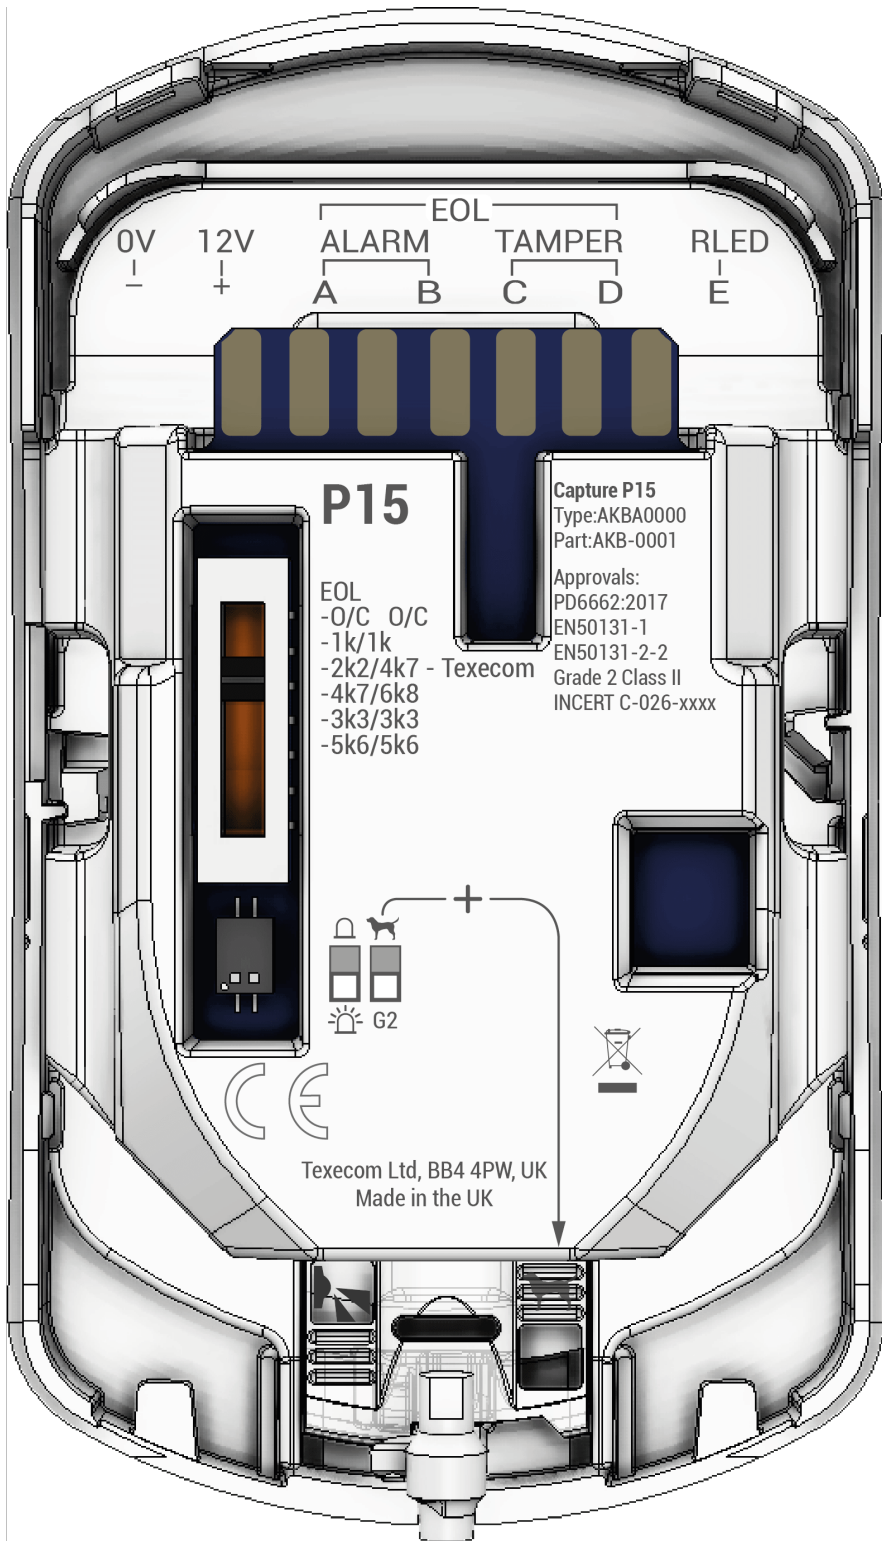 EOL
0V 12V ALARM TAMPER RLED
− + A B C D E
P15
EOL
-O/C O/C
-1k/1k
-2k2/4k7 - Texecom
-4k7/6k8
-3k3/3k3
-5k6/5k6
Capture P15
Type:AKBA0000
Part:AKB-0001
Approvals:
PD6662:2017
EN50131-1
EN50131-2-2
Grade 2 Class II
INCERT C-026-xxxx
+
G2
CE
Texecom Ltd, BB4 4PW, UK
Made in the UK